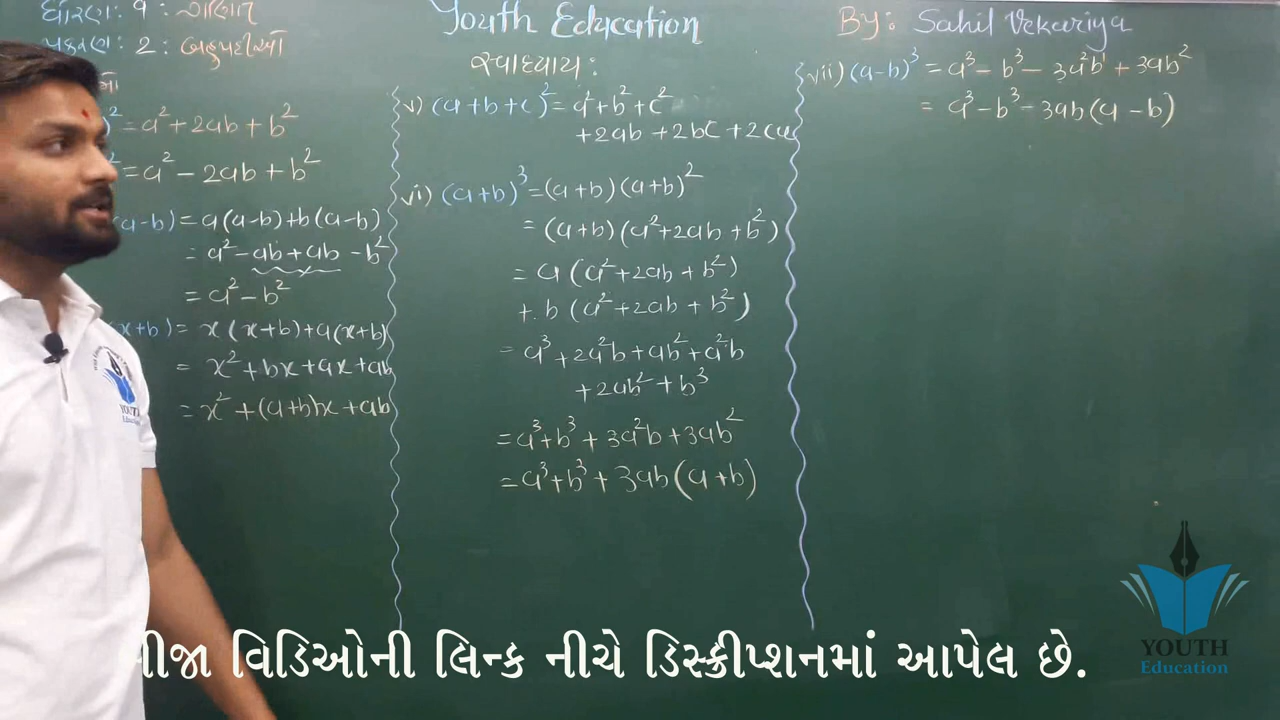 ધોરણ: 9 : ગણિત
પ્રકરણ: 2 : બહુપદીઓ
Youth Education
સ્વાધ્યાય:
BY: Sahil Vekariya
² = a² + 2ab + b²
² = a² - 2ab + b²
(a-b) = a(a-b) + b(a-b)
= a² - ab + ab - b²
= a² - b²
(x+b) = x(x+b) + a(x+b)
= x² + bx + ax + ab
= x² + (a+b)x + ab
v) (a+b+c)² = a² + b² + c²
+ 2ab + 2bc + 2ca
vi) (a+b)³ = (a+b)(a+b)²
= (a+b)(a² + 2ab + b²)
= a(a² + 2ab + b²)
+ b(a² + 2ab + b²)
= a³ + 2a²b + ab² + a²b
+ 2ab² + b³
= a³ + b³ + 3a²b + 3ab²
= a³ + b³ + 3ab(a+b)
vii) (a-b)³ = a³ - b³ - 3a²b + 3ab²
= a³ - b³ - 3ab(a-b)
વિડિઓની લિન્ક નીચે ડિસ્ક્રીપ્શનમાં આપેલ છે.
YOUTH
Education